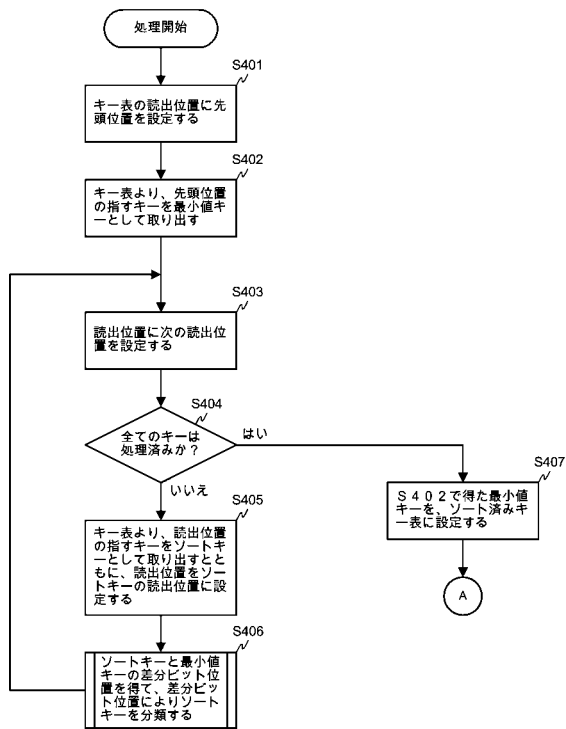 処理開始
S401
キー表の読出位置に先
頭位置を設定する
S402
キー表より、先頭位置
の指すキーを最小値キ
ーとして取り出す
S403
読出位置に次の読出位
置を設定する
S404
全てのキーは
処理済みか？
はい
いいえ
S405
キー表より、読出位置
の指すキーをソートキ
ーとして取り出すとと
もに、読出位置をソー
トキーの読出位置に設
定する
S406
ソートキーと最小値
キーの差分ビット位
置を得て、差分ビッ
ト位置によりソート
キーを分類する
S407
Ｓ４０２で得た最小値
キーを、ソート済みキ
ー表に設定する
A